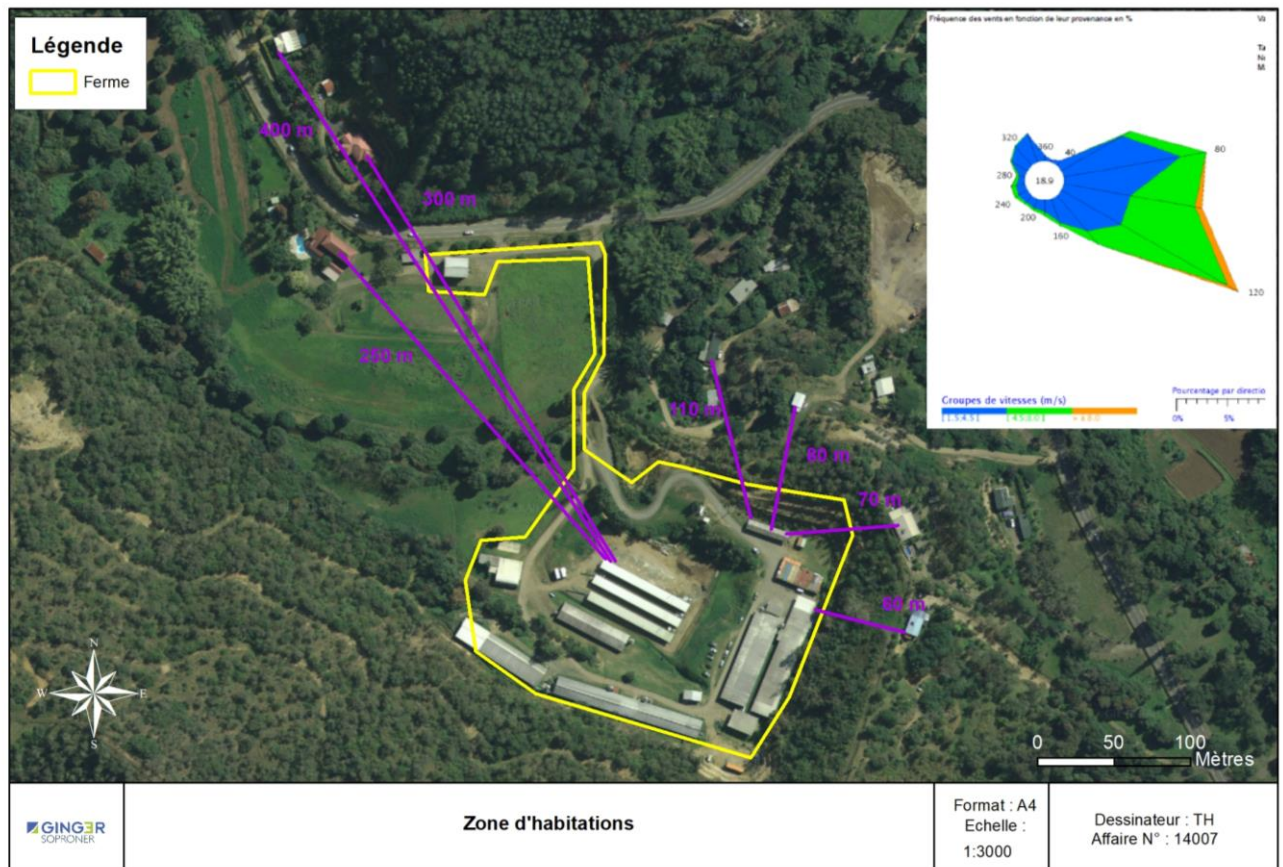 Légende
Ferme
Fréquence des vents en fonction de leur provenance en %
320
360
40
80
280
18.9
240
200
160
120
Groupes de vitesses (m/s)
Pourcentage par directio
0%
5%
400 m
300 m
110 m
80 m
70 m
N
W
E
S
0
50
100
Mètres
GINGER
SOPRONER
Zone d'habitations
Format : A4
Echelle :
1:3000
Dessinateur : TH
Affaire N° : 14007